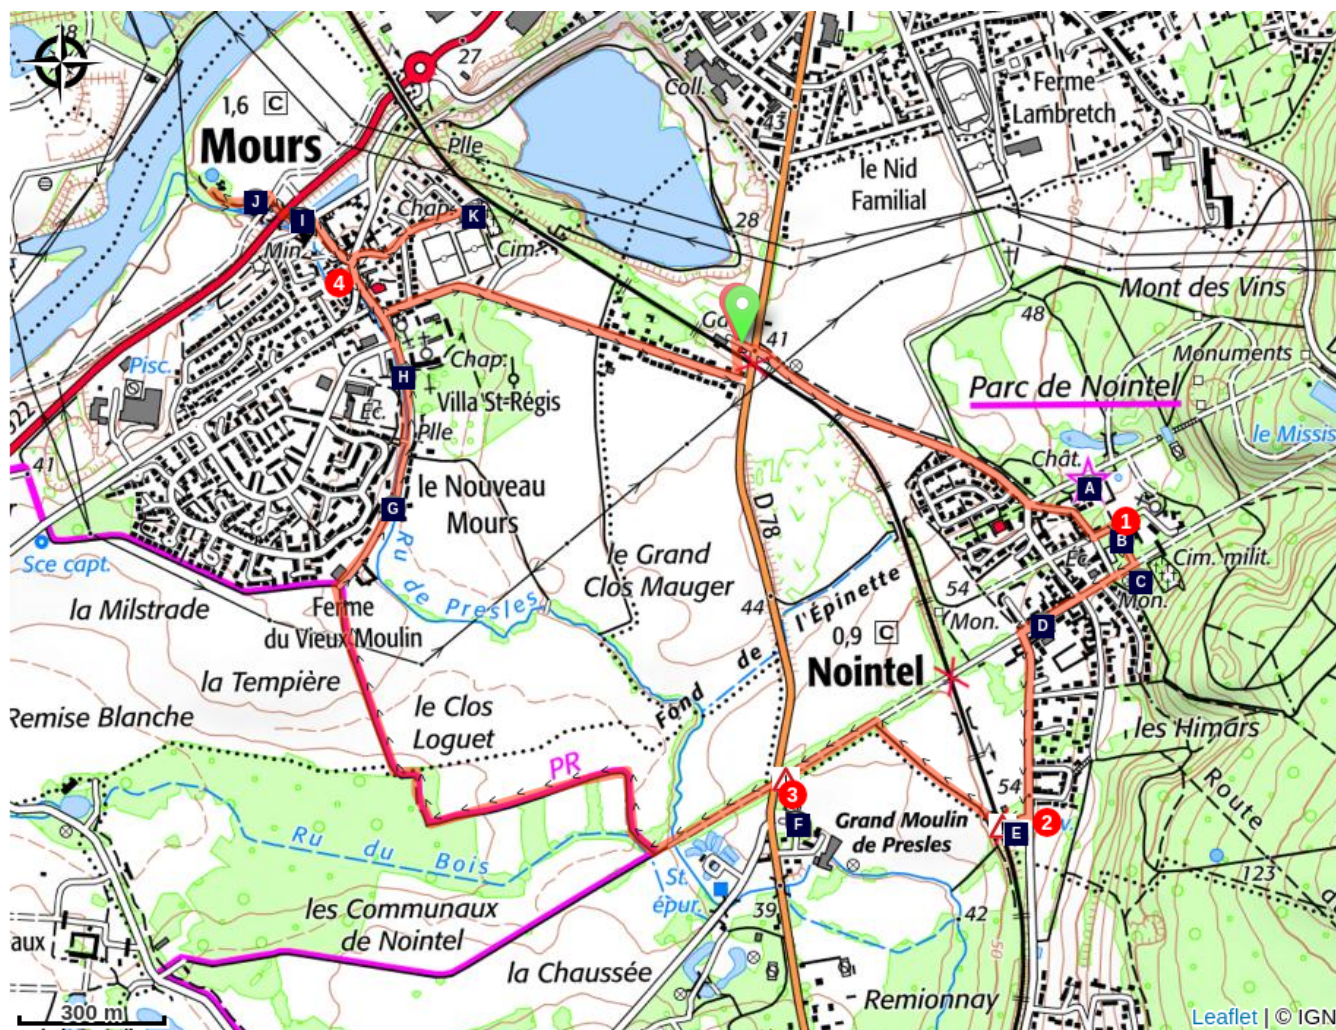 27
Coll.
43
Ferme
Lambretch
1,6 C
Mours
Plle
le Nid
Familial
28
J
I
K
Chap.
Cim.
Min.
4
50
Mont des Vins
48
41
Monuments
Parc de Nointel
Pisc.
H
Chap.
Villa St-Régis
Éc.
Plle
le Missis
Chât.
A
41
le Nouveau
Mours
G
D 78
1
B
Sce capt.
Ru de Presles
le Grand
Clos Mauger
Éc.
Cim. milit.
C
Mon.
la Milstrade
Ferme
du Vieux Moulin
44
Fond de l'Épinette
54
Mon.
D
0,9 C
Nointel
la Tempière
Remise Blanche
le Clos
Loguet
les Himars
PR
Route
54
3
F
Grand Moulin
de Presles
E
2
Ru du Bois
St.
épur.
123
les Communaux
de Nointel
39
42
aux
la Chaussée
50
Remionnay
300 m
Leaflet | © IGN